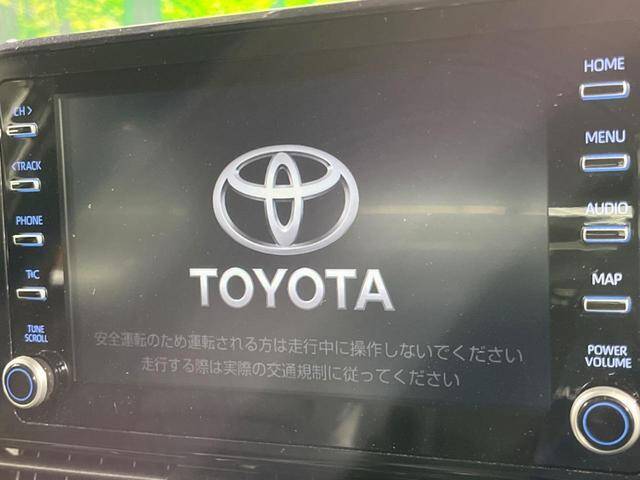 CH >
< TRACK
PHONE
T&C
TUNE
SCROLL
TOYOTA
安全運転のため運転される方は走行中に操作しないでください
走行する際は実際の交通規制に従ってください
HOME
MENU
AUDIO
MAP
POWER
VOLUME